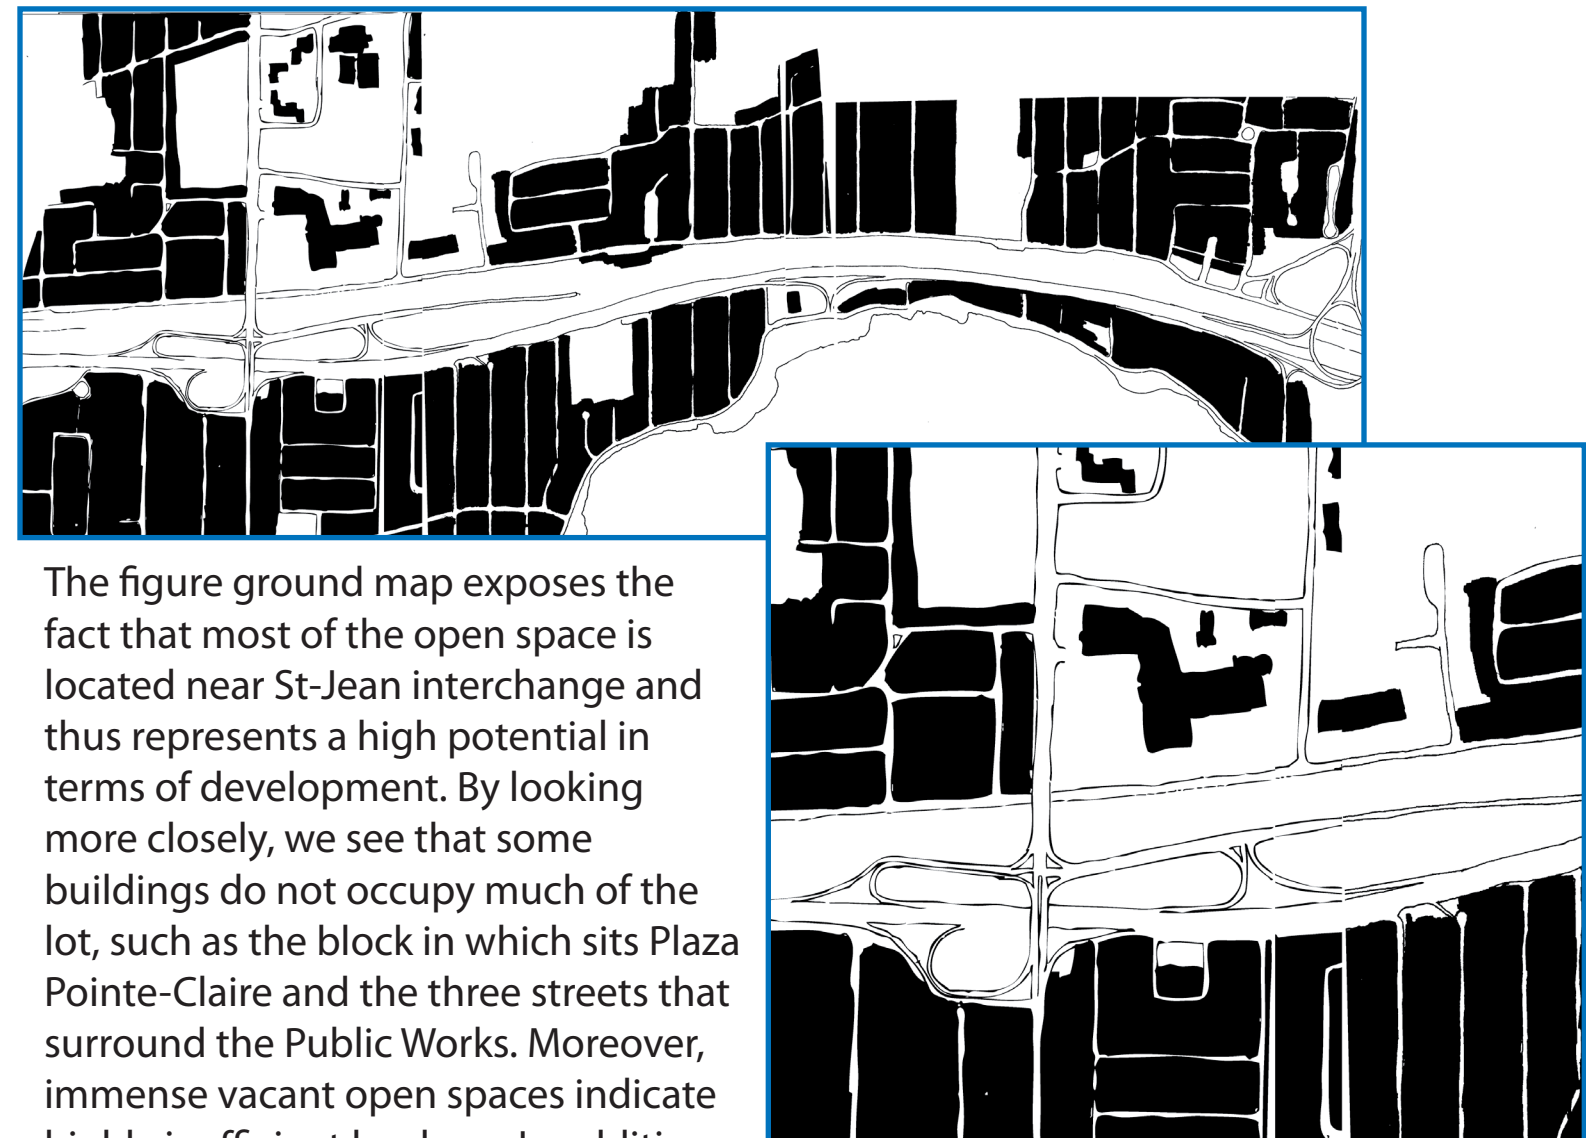 The figure ground map exposes the
fact that most of the open space is
located near St-Jean interchange and
thus represents a high potential in
terms of development. By looking
more closely, we see that some
buildings do not occupy much of the
lot, such as the block in which sits Plaza
Pointe-Claire and the three streets that
surround the Public Works. Moreover,
immense vacant open spaces indicate